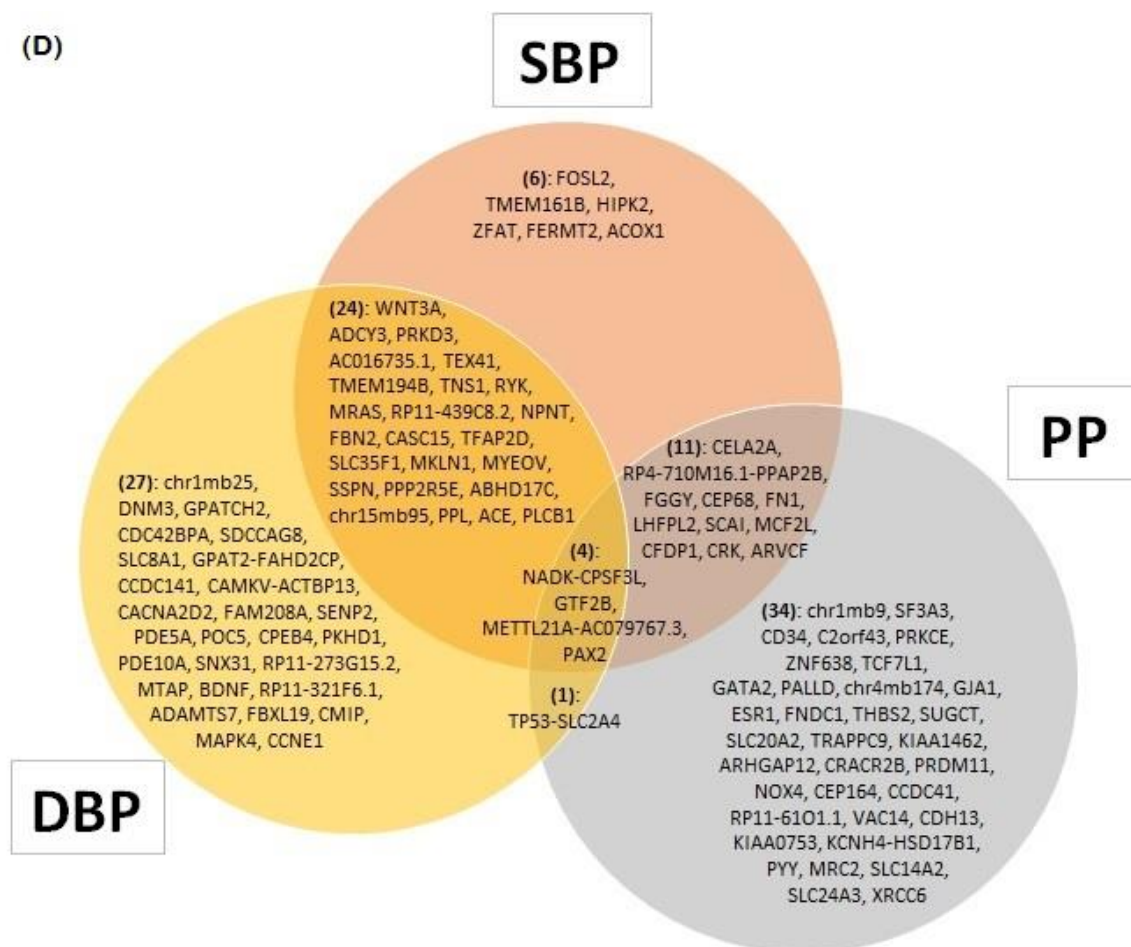 (D)
SBP
(6): FOSL2,
TMEM161B, HIPK2,
ZFAT, FERMT2, ACOX1
(24): WNT3A,
ADCY3, PRKD3,
AC016735.1, TEX41,
TMEM194B, TNS1, RYK,
MRAS, RP11-439C8.2, NPNT,
FBN2, CASC15, TFAP2D,
SLC35F1, MKLN1, MYEOV,
SSPN, PPP2R5E, ABHD17C,
chr15mb95, PPL, ACE, PLCB1
PP
(11): CELA2A,
RP4-710M16.1-PPAP2B,
FGGY, CEP68, FN1,
LHFPL2, SCAI, MCF2L,
CFDP1, CRK, ARVCF
(27): chr1mb25,
DNM3, GPATCH2,
CDC42BPA, SDCCAG8,
SLC8A1, GPAT2-FAHD2CP,
CCDC141, CAMKV-ACTBP13,
CACNA2D2, FAM208A, SENP2,
PDE5A, POC5, CPEB4, PKHD1,
PDE10A, SNX31, RP11-273G15.2,
MTAP, BDNF, RP11-321F6.1,
ADAMTS7, FBXL19, CMIP,
MAPK4, CCNE1
(4):
NADK-CPSF3L,
GTF2B,
METTL21A-AC079767.3,
PAX2
(1):
TP53-SLC2A4
(34): chr1mb9, SF3A3,
CD34, C2orf43, PRKCE,
ZNF638, TCF7L1,
GATA2, PALLD, chr4mb174, GJA1,
ESR1, FNDC1, THBS2, SUGCT,
SLC20A2, TRAPPC9, KIAA1462,
ARHGAP12, CRACR2B, PRDM11,
NOX4, CEP164, CCDC41,
RP11-61O1.1, VAC14, CDH13,
KIAA0753, KCNH4-HSD17B1,
PYY, MRC2, SLC14A2,
SLC24A3, XRCC6
DBP